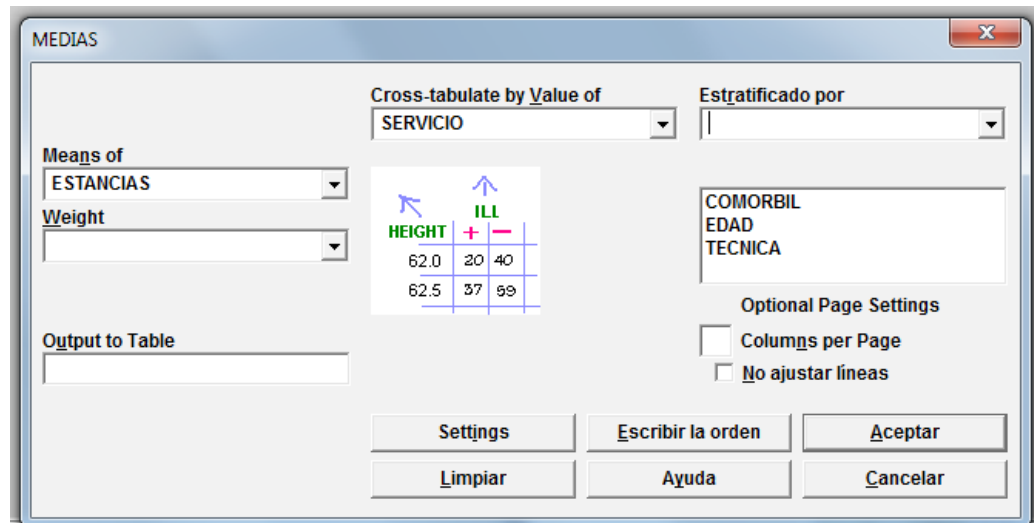 MEDIAS
x
Cross-tabulate by Value of
SERVICIO
Estratificado por
Means of
ESTANCIAS
Weight
ILL
HEIGHT + −
62.0 20 40
62.5 37 59
COMORBIL
EDAD
TECNICA
Optional Page Settings
Columns per Page
No ajustar líneas
Output to Table
Settings
Escribir la orden
Aceptar
Limpiar
Ayuda
Cancelar